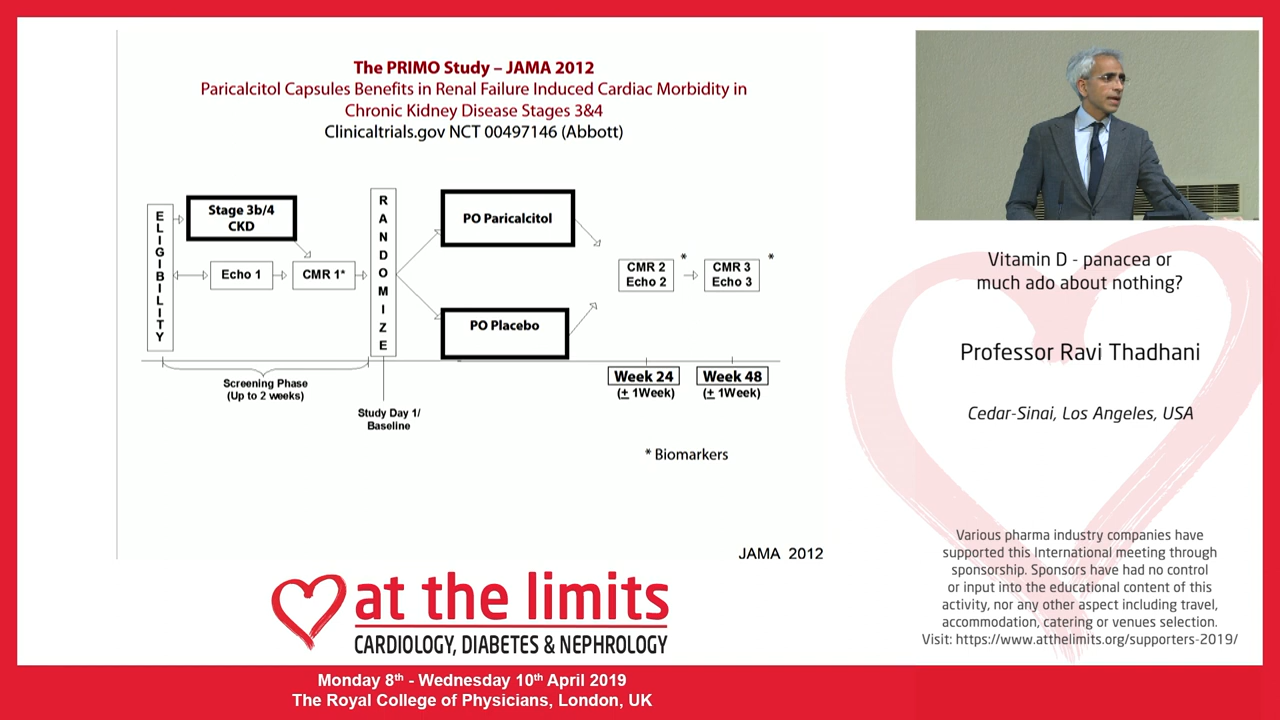 The PRIMO Study – JAMA 2012
Paricalcitol Capsules Benefits in Renal Failure Induced Cardiac Morbidity in
Chronic Kidney Disease Stages 3&4
Clinicaltrials.gov NCT 00497146 (Abbott)
ELIGIBILITY
Stage 3b/4
CKD
Echo 1
CMR 1*
RANDOMIZE
PO Paricalcitol
PO Placebo
CMR 2
Echo 2
*
CMR 3
Echo 3
*
Screening Phase
(Up to 2 weeks)
Study Day 1/
Baseline
Week 24
(± 1Week)
Week 48
(± 1Week)
* Biomarkers
JAMA 2012
at the limits
CARDIOLOGY, DIABETES & NEPHROLOGY
Monday 8th - Wednesday 10th April 2019
The Royal College of Physicians, London, UK
Vitamin D - panacea or
much ado about nothing?
Professor Ravi Thadhani
Cedar-Sinai, Los Angeles, USA
Various pharma industry companies have
supported this International meeting through
sponsorship. Sponsors have had no control
or input into the educational content of this
activity, nor any other aspect including travel,
accommodation, catering or venues selection.
Visit: https://www.atthelimits.org/supporters-2019/